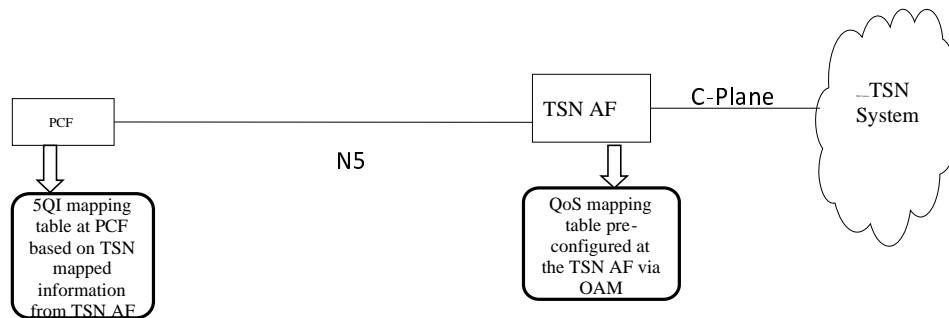 C-Plane
TSN
System
TSN AF
PCF
N5
5QI mapping
table at PCF
based on TSN
mapped
information
from TSN AF
QoS mapping
table pre-
configured at
the TSN AF via
OAM